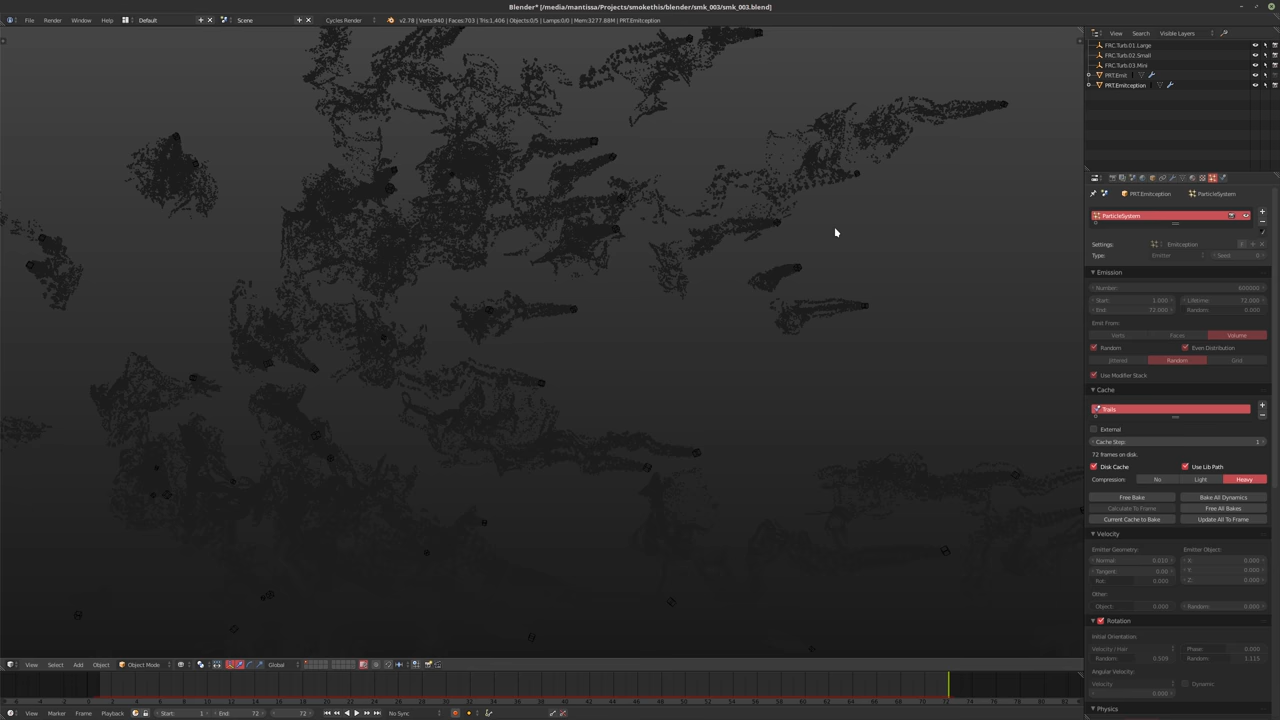 Blender* [/media/mantissa/Projects/smokethis/blender/smk_003/smk_003.blend]
File Render Window Help Default Scene Cycles Render v2.78 | Verts:940 | Faces:703 | Tris:1,406 | Objects:0/5 | Lamps:0/0 | Mem:3277.88M | PRT.Emitception
View Search Visible Layers
FRC.Turb.01.Large
FRC.Turb.02.Small
FRC.Turb.03.Mini
PRT.Emit
PRT.Emitception
PRT.Emitception ParticleSystem
ParticleSystem
Settings: Emitception
Type: Emitter Seed: 0
Emission
Number: 600000
Start: 1.000 Lifetime: 72.000
End: 72.000 Random: 0.000
Emit From:
Verts Faces Volume
Random Even Distribution
Jittered Random Grid
Use Modifier Stack
Cache
Trails
External
Cache Step: 1
72 frames on disk.
Disk Cache Use Lib Path
Compression: No Light Heavy
Free Bake Bake All Dynamics
Calculate To Frame Free All Bakes
Current Cache to Bake Update All To Frame
Velocity
Emitter Geometry: Emitter Object:
Normal: 0.010 X: 0.000
Tangent: 0.00 Y: 0.000
Rot: 0.000 Z: 0.000
Other:
Object: 0.000 Random: 0.000
Rotation
Initial Orientation:
Velocity / Hair Phase: 0.000
Random: 0.509 Random: 1.115
Angular Velocity:
Velocity Dynamic
0.000
Physics
View Select Add Object Object Mode Global
View Marker Frame Playback Start: 1 End: 72 72 No Sync